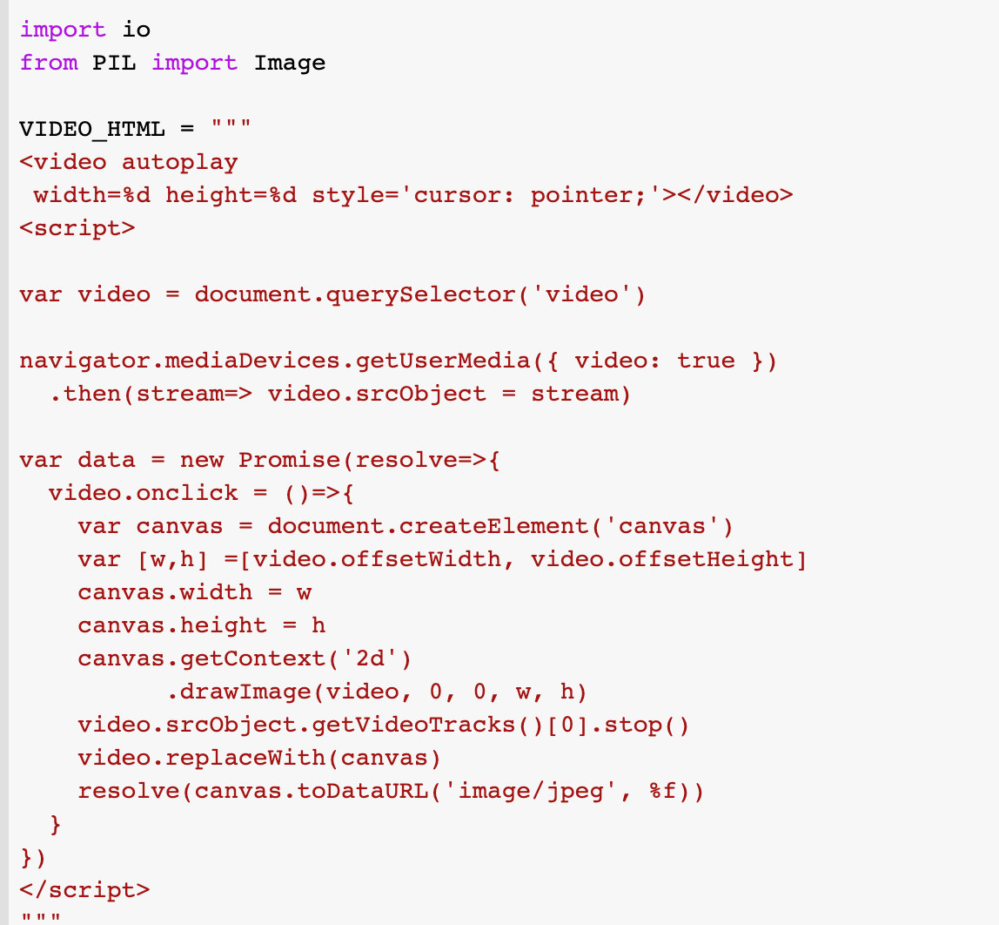 import io
from PIL import Image

VIDEO_HTML = """
<video autoplay
 width=%d height=%d style='cursor: pointer;'></video>
<script>

var video = document.querySelector('video')

navigator.mediaDevices.getUserMedia({ video: true })
  .then(stream=> video.srcObject = stream)

var data = new Promise(resolve=>{
  video.onclick = ()=>{
    var canvas = document.createElement('canvas')
    var [w,h] =[video.offsetWidth, video.offsetHeight]
    canvas.width = w
    canvas.height = h
    canvas.getContext('2d')
          .drawImage(video, 0, 0, w, h)
    video.srcObject.getVideoTracks()[0].stop()
    video.replaceWith(canvas)
    resolve(canvas.toDataURL('image/jpeg', %f))
  }
})
</script>
"""